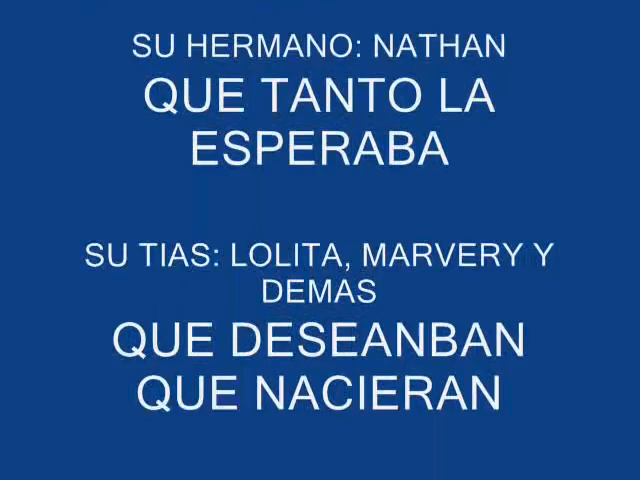 SU HERMANO: NATHAN
QUE TANTO LA
ESPERABA
SU TIAS: LOLITA, MARVERY Y
DEMAS
QUE DESEANBAN
QUE NACIERAN